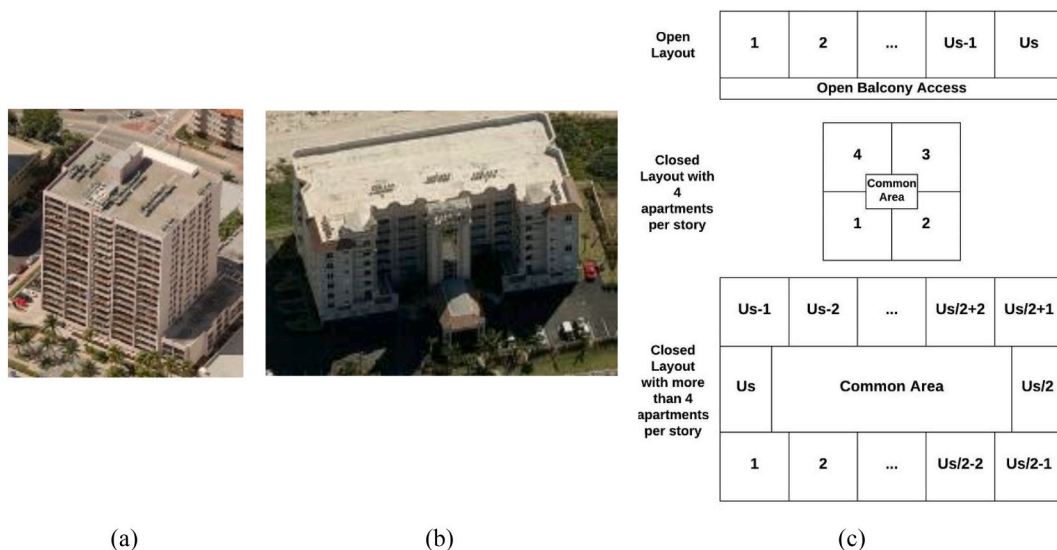 Open
Layout
1 2 ... Us-1 Us
Open Balcony Access
Closed
Layout with
4
apartments
per story
4 3
Common
Area
1 2
Closed
Layout
with more
than 4
apartments
per story
Us-1 Us-2 ... Us/2+2 Us/2+1
Us Common Area Us/2
1 2 ... Us/2-2 Us/2-1
(a) (b) (c)